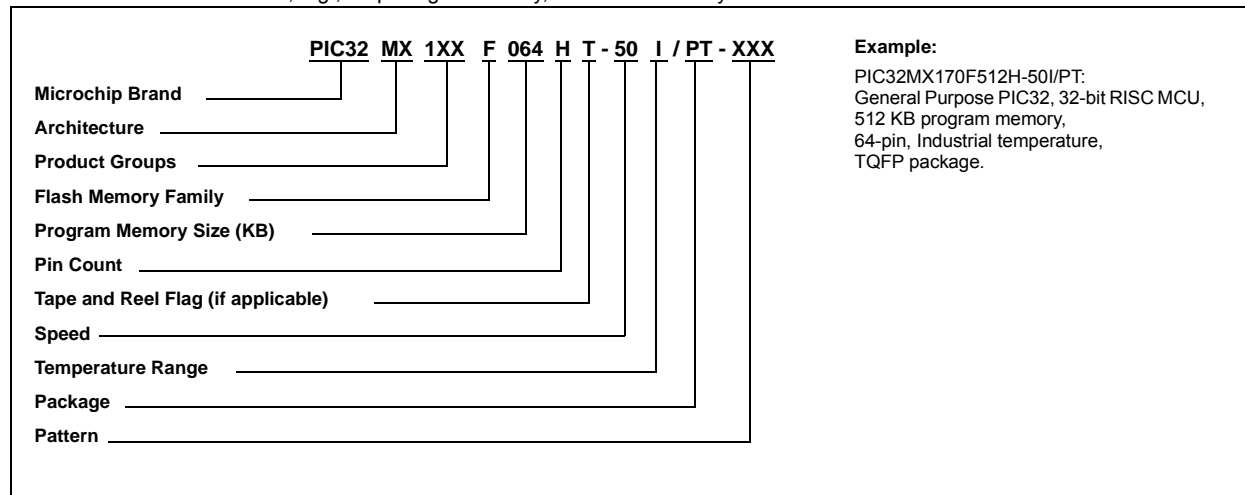 PIC32 MX 1XX F 064 H T - 50 I / PT - XXX
Microchip Brand
Architecture
Product Groups
Flash Memory Family
Program Memory Size (KB)
Pin Count
Tape and Reel Flag (if applicable)
Speed
Temperature Range
Package
Pattern
Example:
PIC32MX170F512H-50I/PT:
General Purpose PIC32, 32-bit RISC MCU,
512 KB program memory,
64-pin, Industrial temperature,
TQFP package.